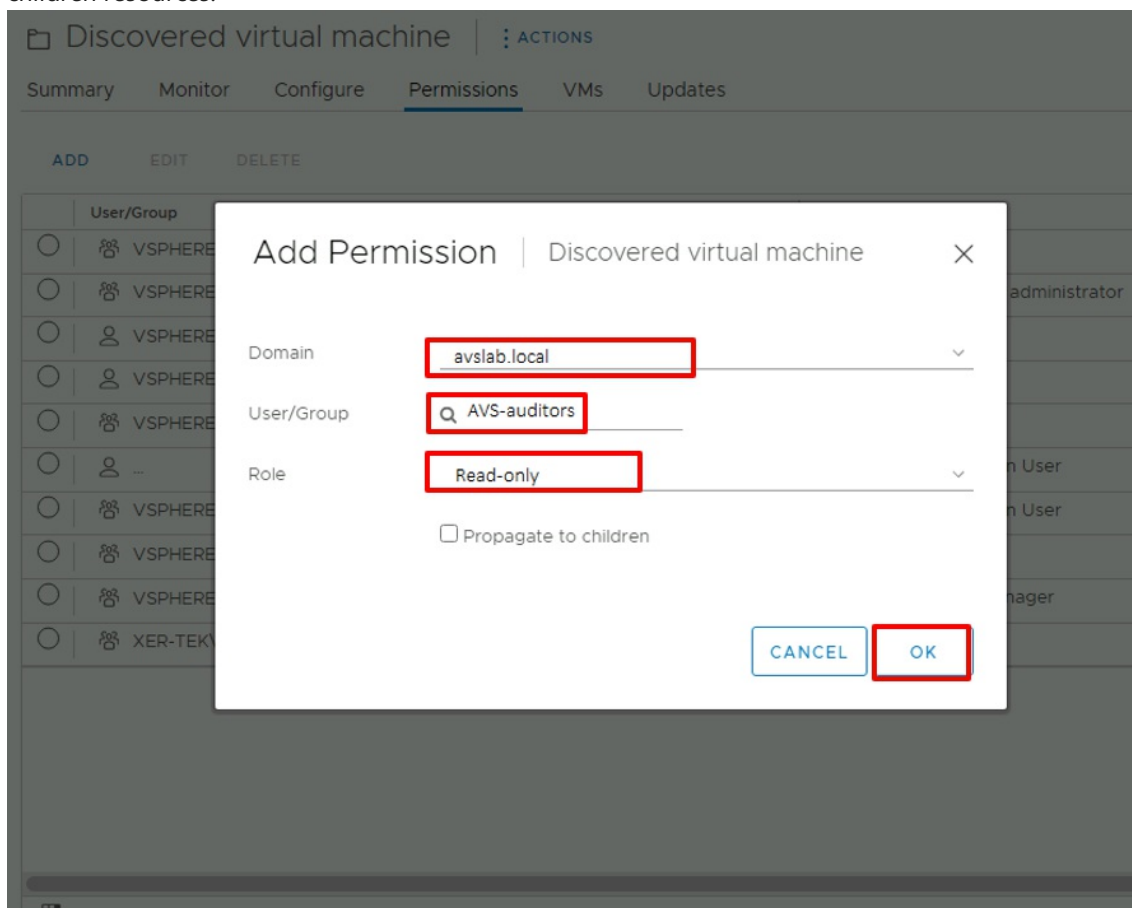 Discovered virtual machine ACTIONS
Summary Monitor Configure Permissions VMs Updates
ADD EDIT DELETE
User/Group
VSPHERE
VSPHERE administrator
VSPHERE
VSPHERE
VSPHERE
... n User
VSPHERE n User
VSPHERE
VSPHERE nager
XER-TEK\
Add Permission Discovered virtual machine
Domain avslab.local
User/Group AVS-auditors
Role Read-only
Propagate to children
CANCEL OK